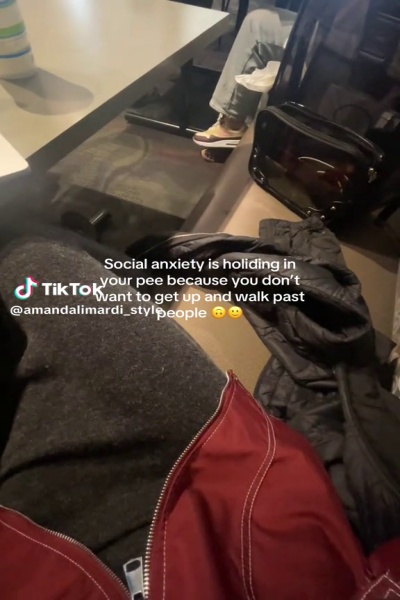 Social anxiety is holiding in
your pee because you don't
want to get up and walk past
people 🙃😐
TikTok
@amandalimardi_style